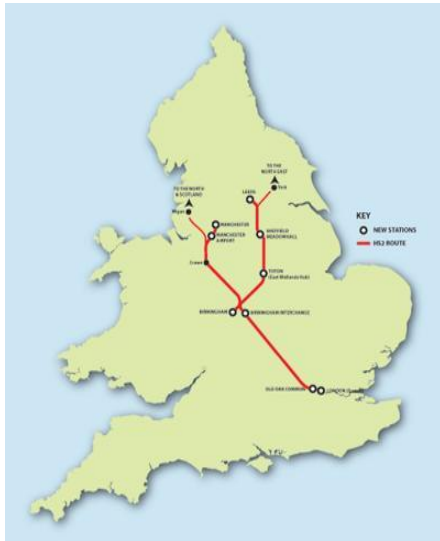 TO THE
NORTH EAST
York
LEEDS
TO THE NORTH
& SCOTLAND
Wigan
MANCHESTER
MANCHESTER
AIRPORT
SHEFFIELD
MEADOWHALL
KEY
NEW STATIONS
HS2 ROUTE
Crewe
TOTON
(East Midlands Hub)
BIRMINGHAM
BIRMINGHAM INTERCHANGE
OLD OAK COMMON
LONDON